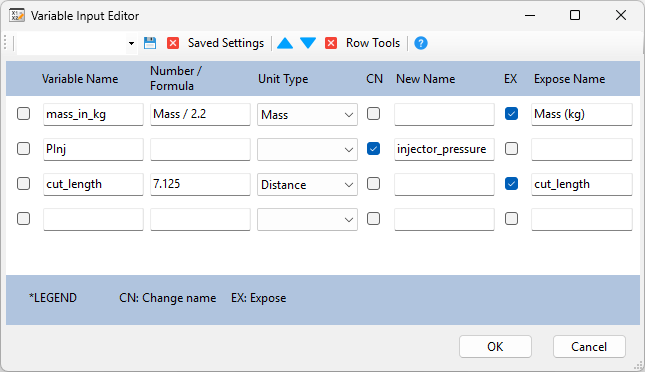 Variable Input Editor
Saved Settings Row Tools ?
Variable Name Number / Formula Unit Type CN New Name EX Expose Name
mass_in_kg Mass / 2.2 Mass Mass (kg)
PInj injector_pressure
cut_length 7.125 Distance cut_length
*LEGEND CN: Change name EX: Expose
OK Cancel